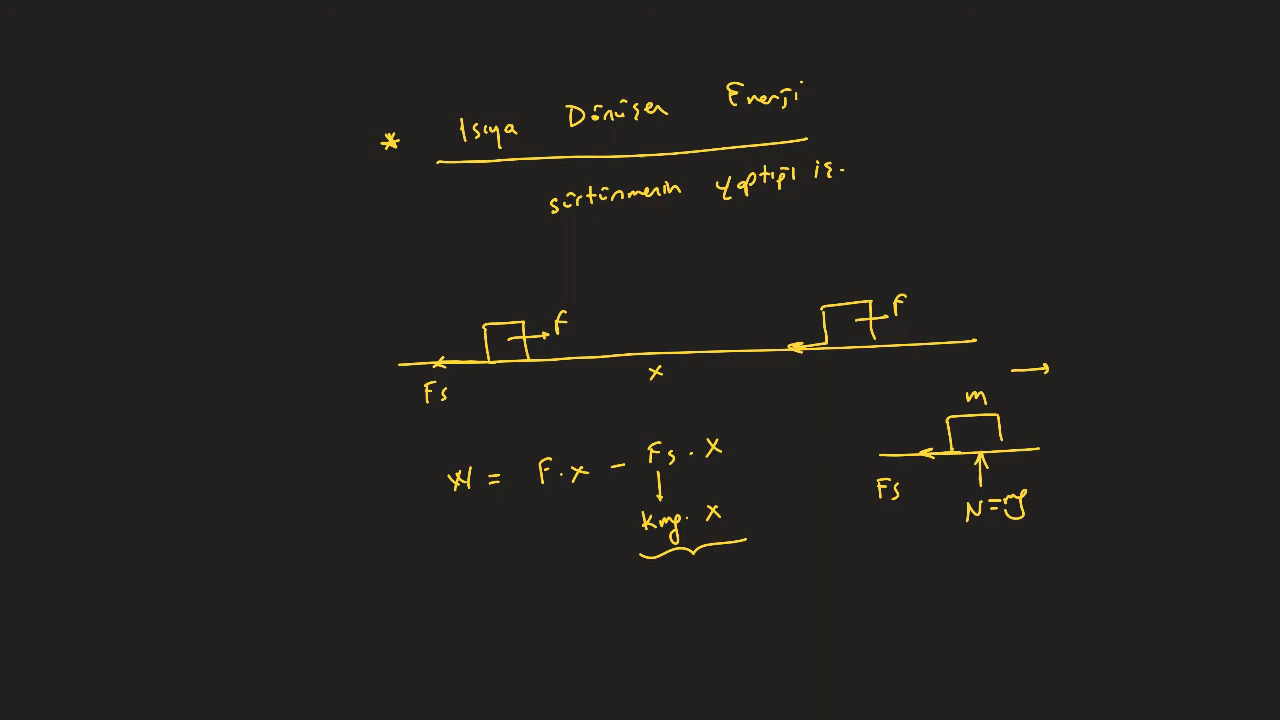 * Isıya Dönüşen Enerji
sürtünmenin yaptığı iş.
F
F
Fs
x
m
W = F.x - Fs.x
Fs
kmg.x
N=mg